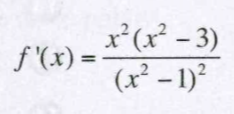 f '(x) = x²(x² – 3) / (x² – 1)²